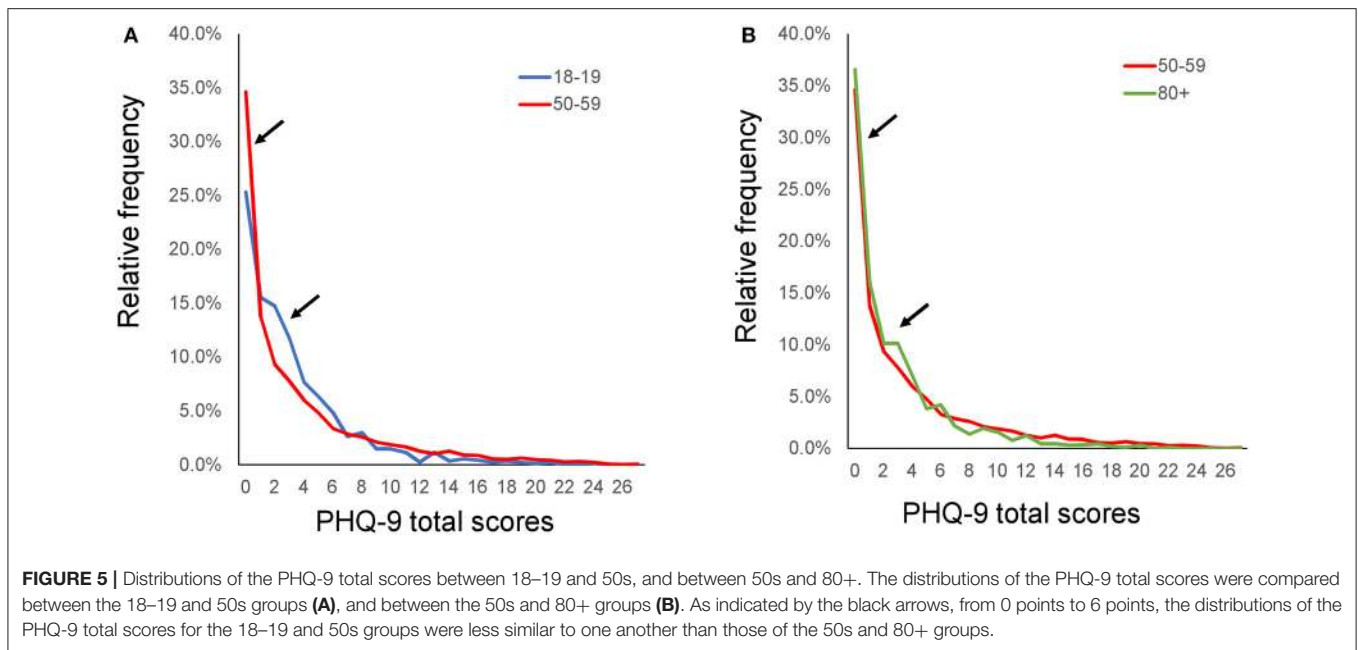 A
40.0%
35.0%
30.0%
25.0%
20.0%
15.0%
10.0%
5.0%
0.0%
Relative frequency
18-19
50-59
0 2 4 6 8 10 12 14 16 18 20 22 24 26
PHQ-9 total scores
B
40.0%
35.0%
30.0%
25.0%
20.0%
15.0%
10.0%
5.0%
0.0%
Relative frequency
50-59
80+
0 2 4 6 8 10 12 14 16 18 20 22 24 26
PHQ-9 total scores
FIGURE 5 | Distributions of the PHQ-9 total scores between 18–19 and 50s, and between 50s and 80+. The distributions of the PHQ-9 total scores were compared
between the 18–19 and 50s groups (A), and between the 50s and 80+ groups (B). As indicated by the black arrows, from 0 points to 6 points, the distributions of the
PHQ-9 total scores for the 18–19 and 50s groups were less similar to one another than those of the 50s and 80+ groups.